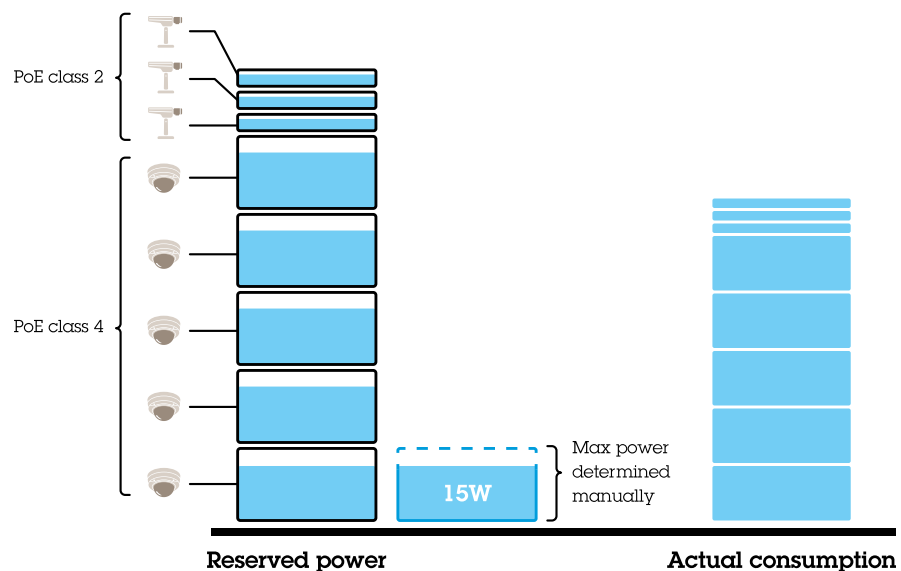 PoE class 2
PoE class 4
15W
Max power
determined
manually
Reserved power
Actual consumption